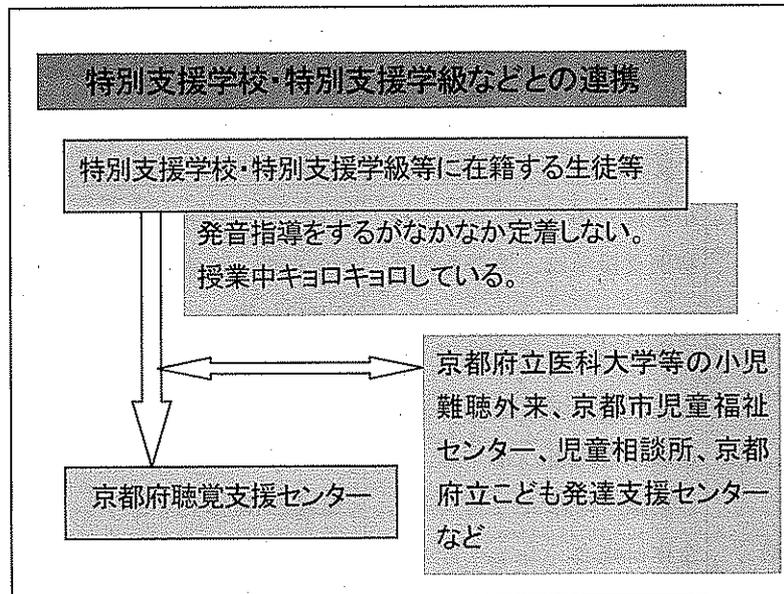 特別支援学校・特別支援学級などとの連携
特別支援学校・特別支援学級等に在籍する生徒等
発音指導をするがなかなか定着しない。
授業中キョロキョロしている。
京都府立医科大学等の小児
難聴外来、京都市児童福祉
センター、児童相談所、京都
府立こども発達支援センター
など
京都府聴覚支援センター